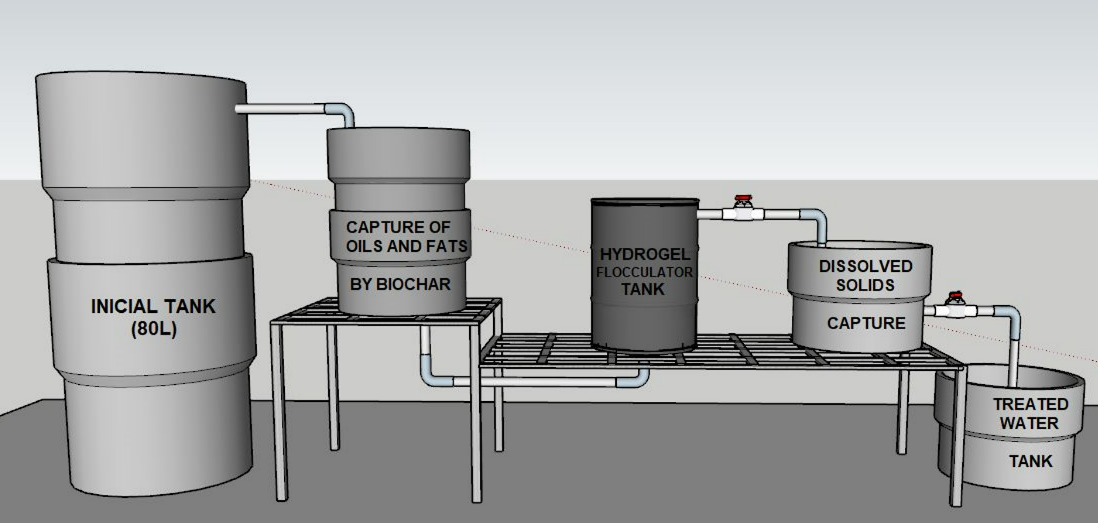 INICIAL TANK
(80L)
CAPTURE OF
OILS AND FATS
BY BIOCHAR
HYDROGEL
FLOCCULATOR
TANK
DISSOLVED
SOLIDS
CAPTURE
TREATED
WATER
TANK